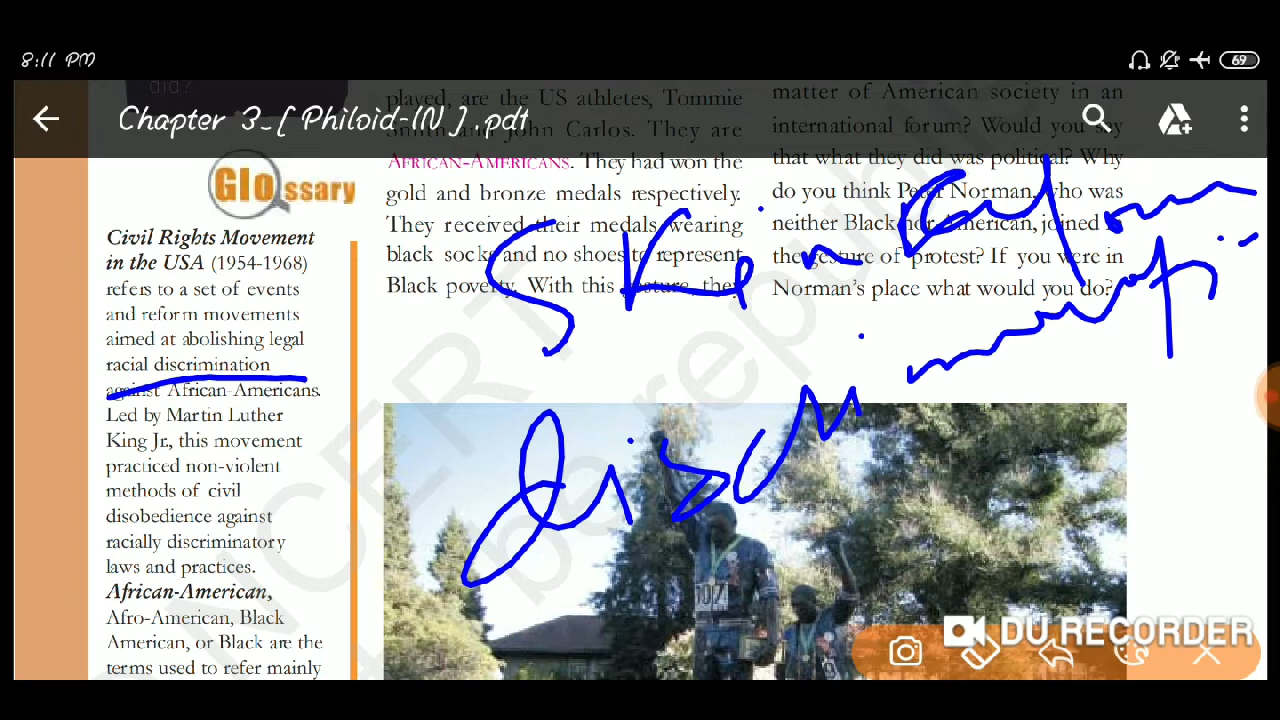 8:11 PM
69
did?
Chapter 3_[ Philoid-IN ].pdf
Glossary
Civil Rights Movement
in the USA (1954-1968)
refers to a set of events
and reform movements
aimed at abolishing legal
racial discrimination
against African-Americans.
Led by Martin Luther
King Jr., this movement
practiced non-violent
methods of civil
disobedience against
racially discriminatory
laws and practices.
African-American,
Afro-American, Black
American, or Black are the
terms used to refer mainly
played, are the US athletes, Tommie
Smith and John Carlos. They are
AFRICAN-AMERICANS. They had won the
gold and bronze medals respectively.
They received their medals wearing
black socks and no shoes to represent
Black poverty. With this gesture, they
matter of American society in an
international forum? Would you say
that what they did was political? Why
do you think Peter Norman, who was
neither Black nor American, joined in
the gesture of protest? If you were in
Norman's place what would you do?
NCERT
be republi
Skin
107
DU RECORDER